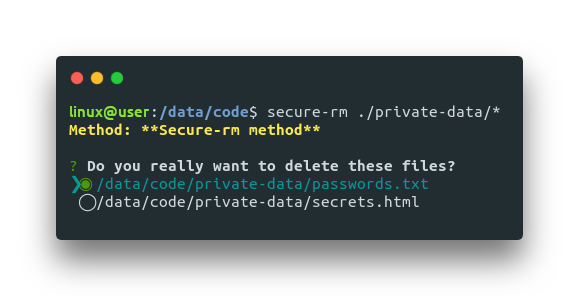 linux@user:/data/code$ secure-rm ./private-data/*
Method: **Secure-rm method**
? Do you really want to delete these files?
❯◉/data/code/private-data/passwords.txt
◯/data/code/private-data/secrets.html